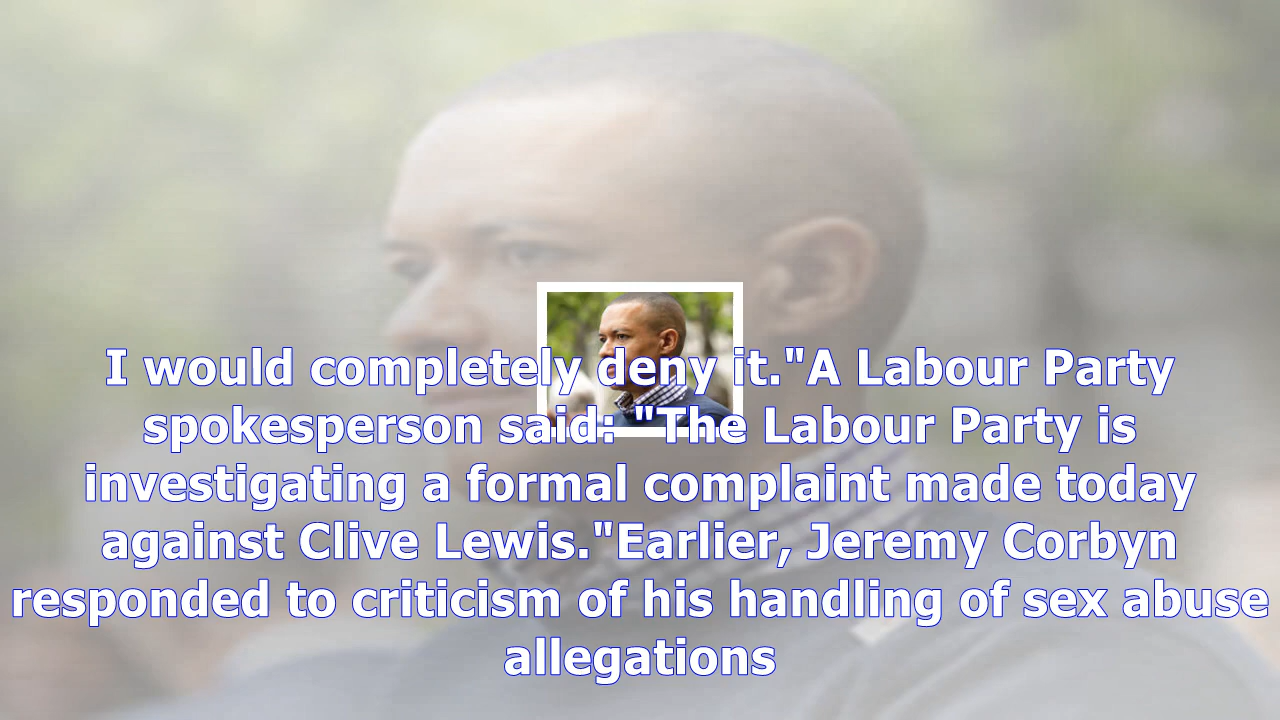 I would completely deny it."A Labour Party
spokesperson said: "The Labour Party is
investigating a formal complaint made today
against Clive Lewis."Earlier, Jeremy Corbyn
responded to criticism of his handling of sex abuse
allegations